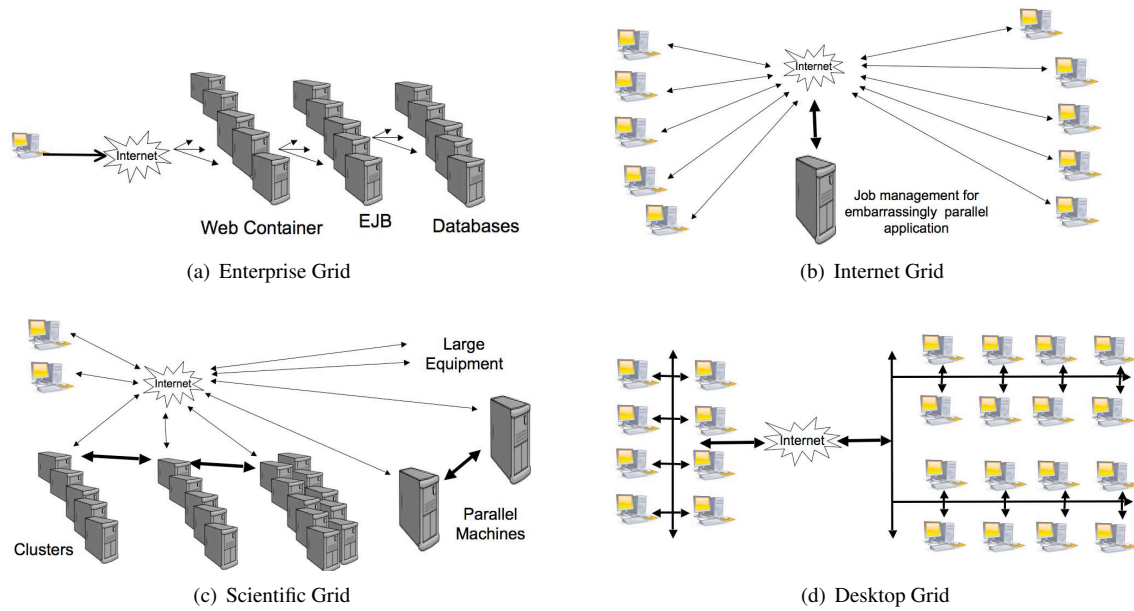 Internet
Web Container
EJB
Databases
(a) Enterprise Grid
Internet
Job management for
embarrassingly parallel
application
(b) Internet Grid
Internet
Large
Equipment
Clusters
Parallel
Machines
(c) Scientific Grid
Internet
(d) Desktop Grid